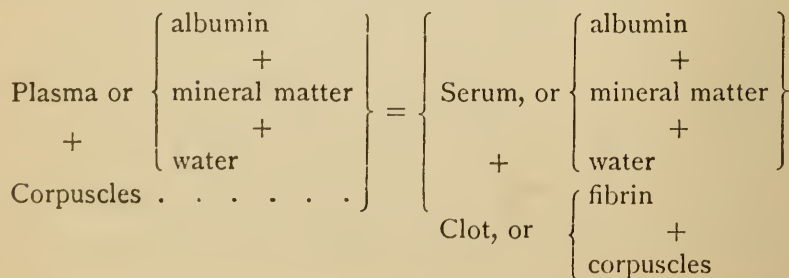 albumin albumin
+ +
Plasma or mineral matter = Serum, or mineral matter
+ + + +
water water
Corpuscles . . . . . . fibrin
Clot, or +
corpuscles